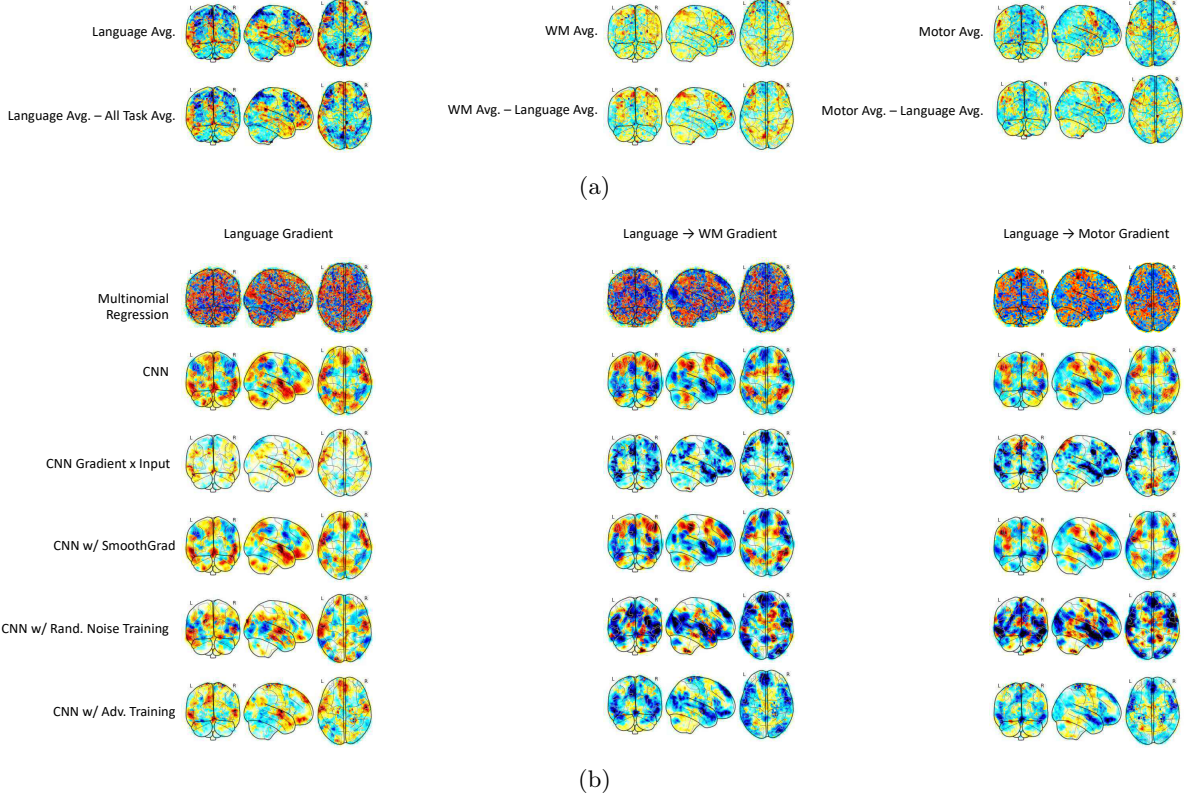 Language Avg.
WM Avg.
Motor Avg.
L R
L R
L R
Language Avg. – All Task Avg.
WM Avg. – Language Avg.
Motor Avg. – Language Avg.
(a)
Language Gradient
Language → WM Gradient
Language → Motor Gradient
L R R
L R R
L R R
Multinomial
Regression
L R R
L R R
L R R
CNN
L R R
L R R
L R R
CNN Gradient x Input
L R R
L R R
L R R
CNN w/ SmoothGrad
L R R
L R R
L R R
CNN w/ Rand. Noise Training
L R R
L R R
L R R
CNN w/ Adv. Training
(b)